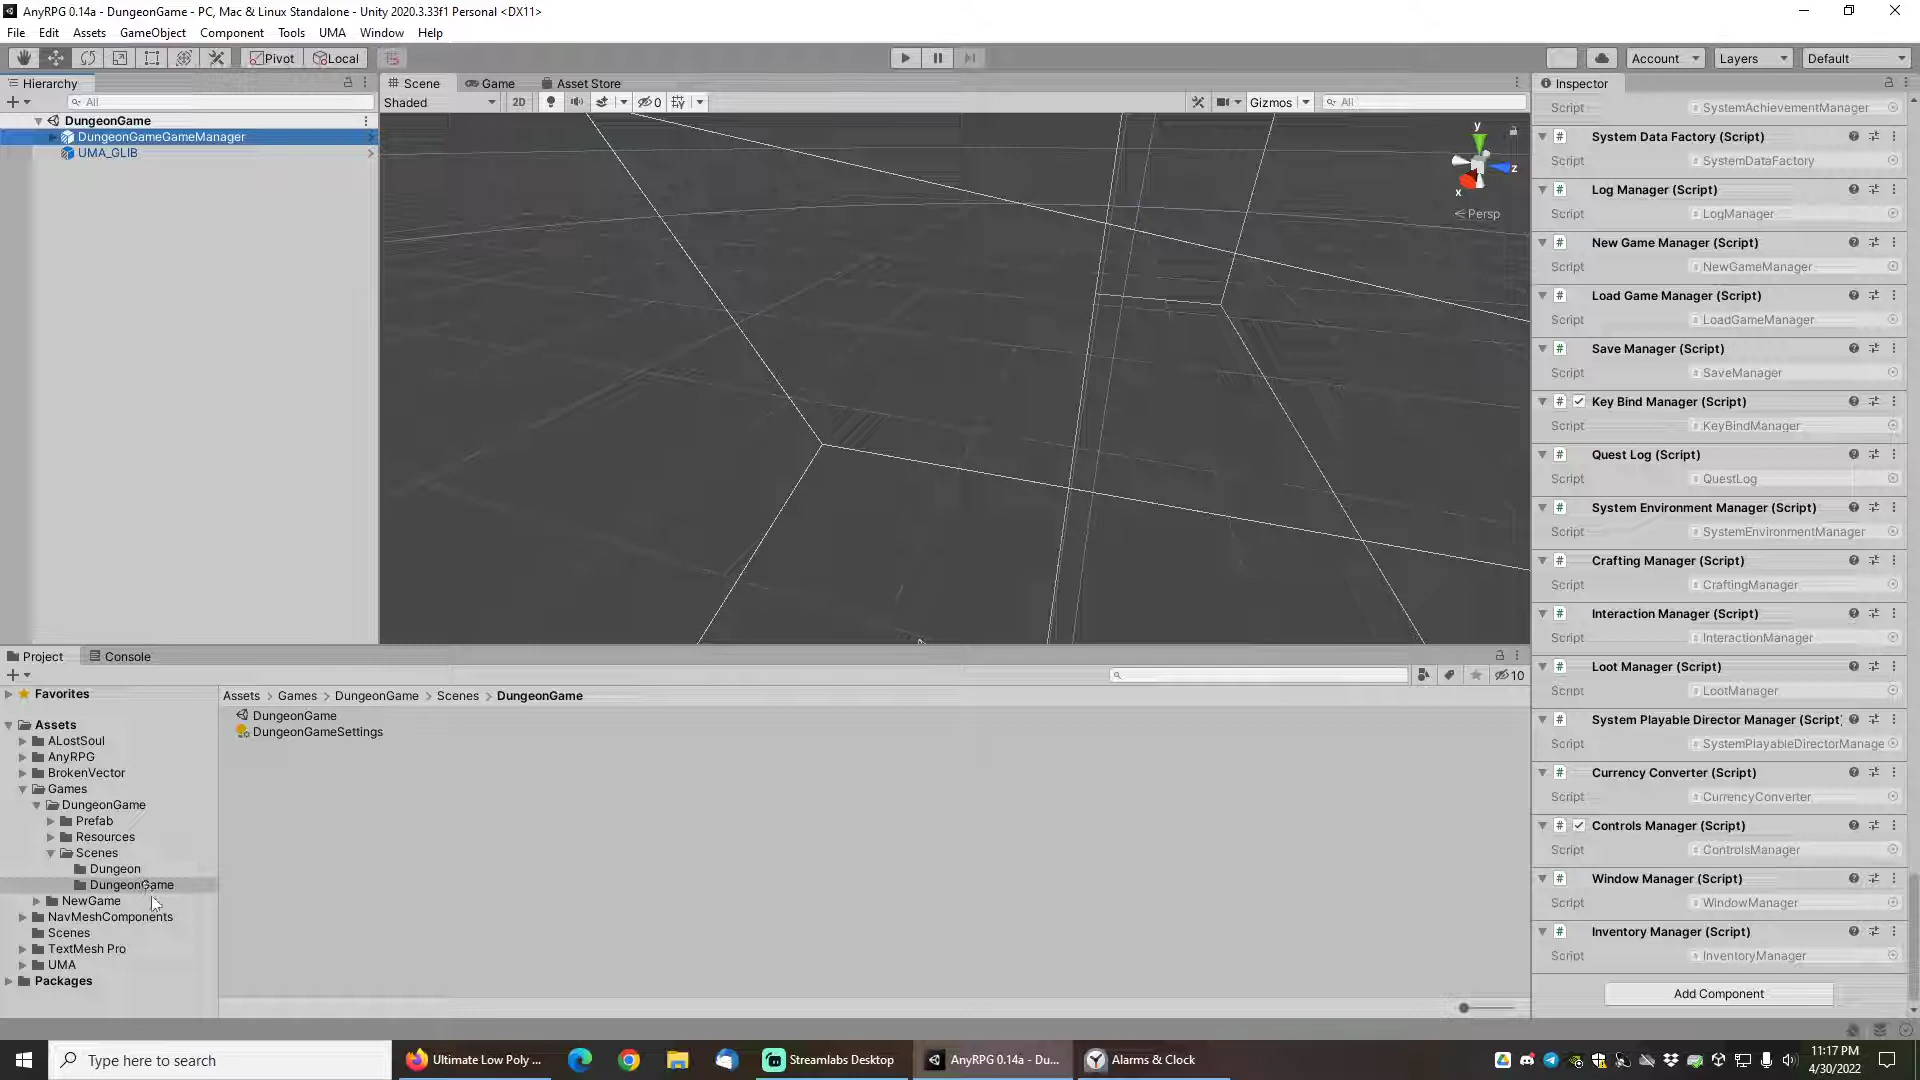 AnyRPG 0.14a - DungeonGame - PC, Mac & Linux Standalone - Unity 2020.3.33f1 Personal <DX11>
File Edit Assets GameObject Component Tools UMA Window Help
Pivot Local Account Layers Default
Hierarchy
All
DungeonGame
DungeonGameGameManager
UMA_GLIB
Scene Game Asset Store
Shaded 2D 0 Gizmos All
y
z
x
Persp
Inspector
Script SystemAchievementManager
System Data Factory (Script)
Script SystemDataFactory
Log Manager (Script)
Script LogManager
New Game Manager (Script)
Script NewGameManager
Load Game Manager (Script)
Script LoadGameManager
Save Manager (Script)
Script SaveManager
Key Bind Manager (Script)
Script KeyBindManager
Quest Log (Script)
Script QuestLog
System Environment Manager (Script)
Script SystemEnvironmentManager
Crafting Manager (Script)
Script CraftingManager
Interaction Manager (Script)
Script InteractionManager
Loot Manager (Script)
Script LootManager
System Playable Director Manager (Script)
Script SystemPlayableDirectorManage
Currency Converter (Script)
Script CurrencyConverter
Controls Manager (Script)
Script ControlsManager
Window Manager (Script)
Script WindowManager
Inventory Manager (Script)
Script InventoryManager
Add Component
Project Console
10
Favorites
Assets
ALostSoul
AnyRPG
BrokenVector
Games
DungeonGame
Prefab
Resources
Scenes
Dungeon
DungeonGame
NewGame
NavMeshComponents
Scenes
TextMesh Pro
UMA
Packages
Assets > Games > DungeonGame > Scenes > DungeonGame
DungeonGame
DungeonGameSettings
Type here to search
Ultimate Low Poly ...
Streamlabs Desktop
AnyRPG 0.14a - Du...
Alarms & Clock
11:17 PM
4/30/2022